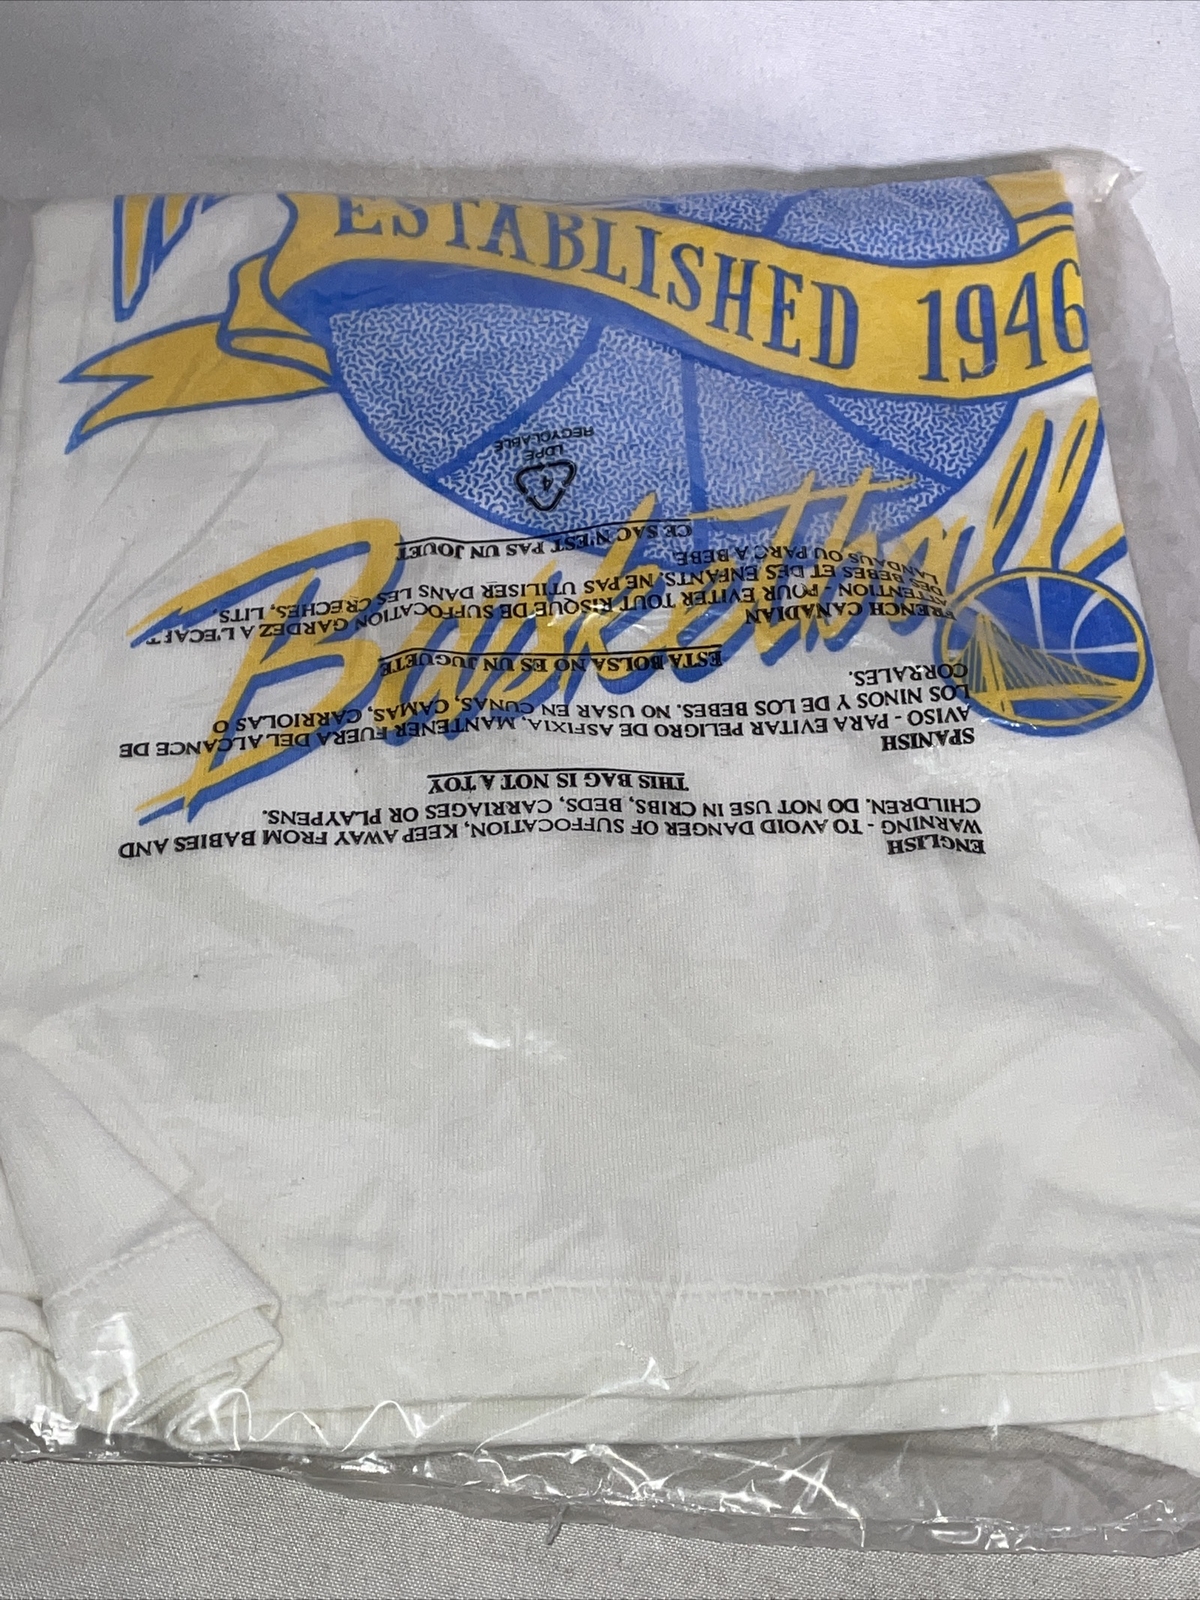 ESTABLISHED 1946
Basketball
ENGLISH
WARNING - TO AVOID DANGER OF SUFFOCATION, KEEP AWAY FROM BABIES AND
CHILDREN. DO NOT USE IN CRIBS, BEDS, CARRIAGES OR PLAYPENS.
THIS BAG IS NOT A TOY
SPANISH
AVISO - PARA EVITAR PELIGRO DE ASFIXIA, MANTENER FUERA DEL ALCANCE DE
LOS NINOS Y DE LOS BEBES. NO USAR EN CUNAS, CAMAS, CARRIOLAS O
CORRALES.
ESTA BOLSA NO ES UN JUGUETE
FRENCH CANADIAN
ATTENTION - POUR EVITER TOUT RISQUE DE SUFFOCATION GARDEZ A L'ECART
DES BEBES ET DES ENFANTS, NE PAS UTILISER DANS LES CRECHES, LITS,
LANDAUS OU PARC A BEBE.
CE SAC N'EST PAS UN JOUET
4
LDPE
RECYCLABLE